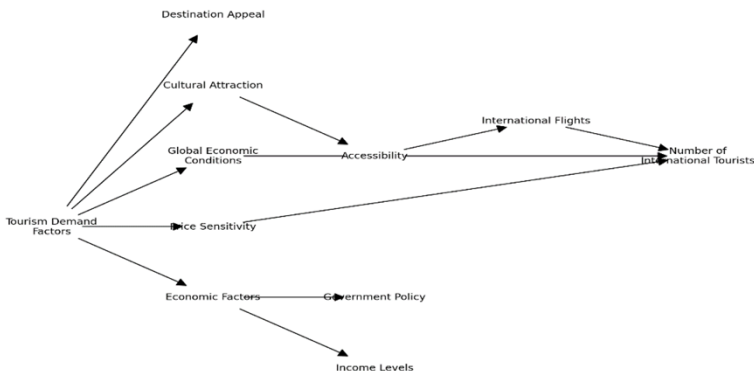 Destination Appeal
Cultural Attraction
International Flights
Global Economic
Conditions
Accessibility
Number of
International Tourists
Tourism Demand
Factors
Price Sensitivity
Economic Factors
Government Policy
Income Levels